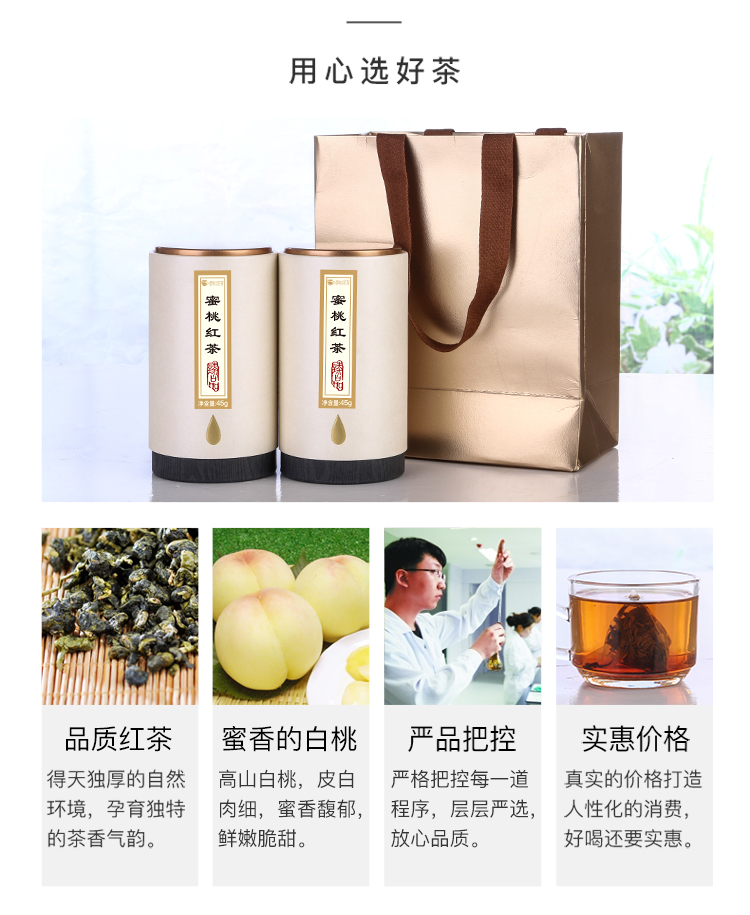 用心选好茶
蜜桃红茶
净含量:45g
蜜桃红茶
净含量:45g
品质红茶
得天独厚的自然
环境，孕育独特
的茶香气韵。
蜜香的白桃
高山白桃，皮白
肉细，蜜香馥郁，
鲜嫩脆甜。
严品把控
严格把控每一道
程序，层层严选，
放心品质。
实惠价格
真实的价格打造
人性化的消费，
好喝还要实惠。